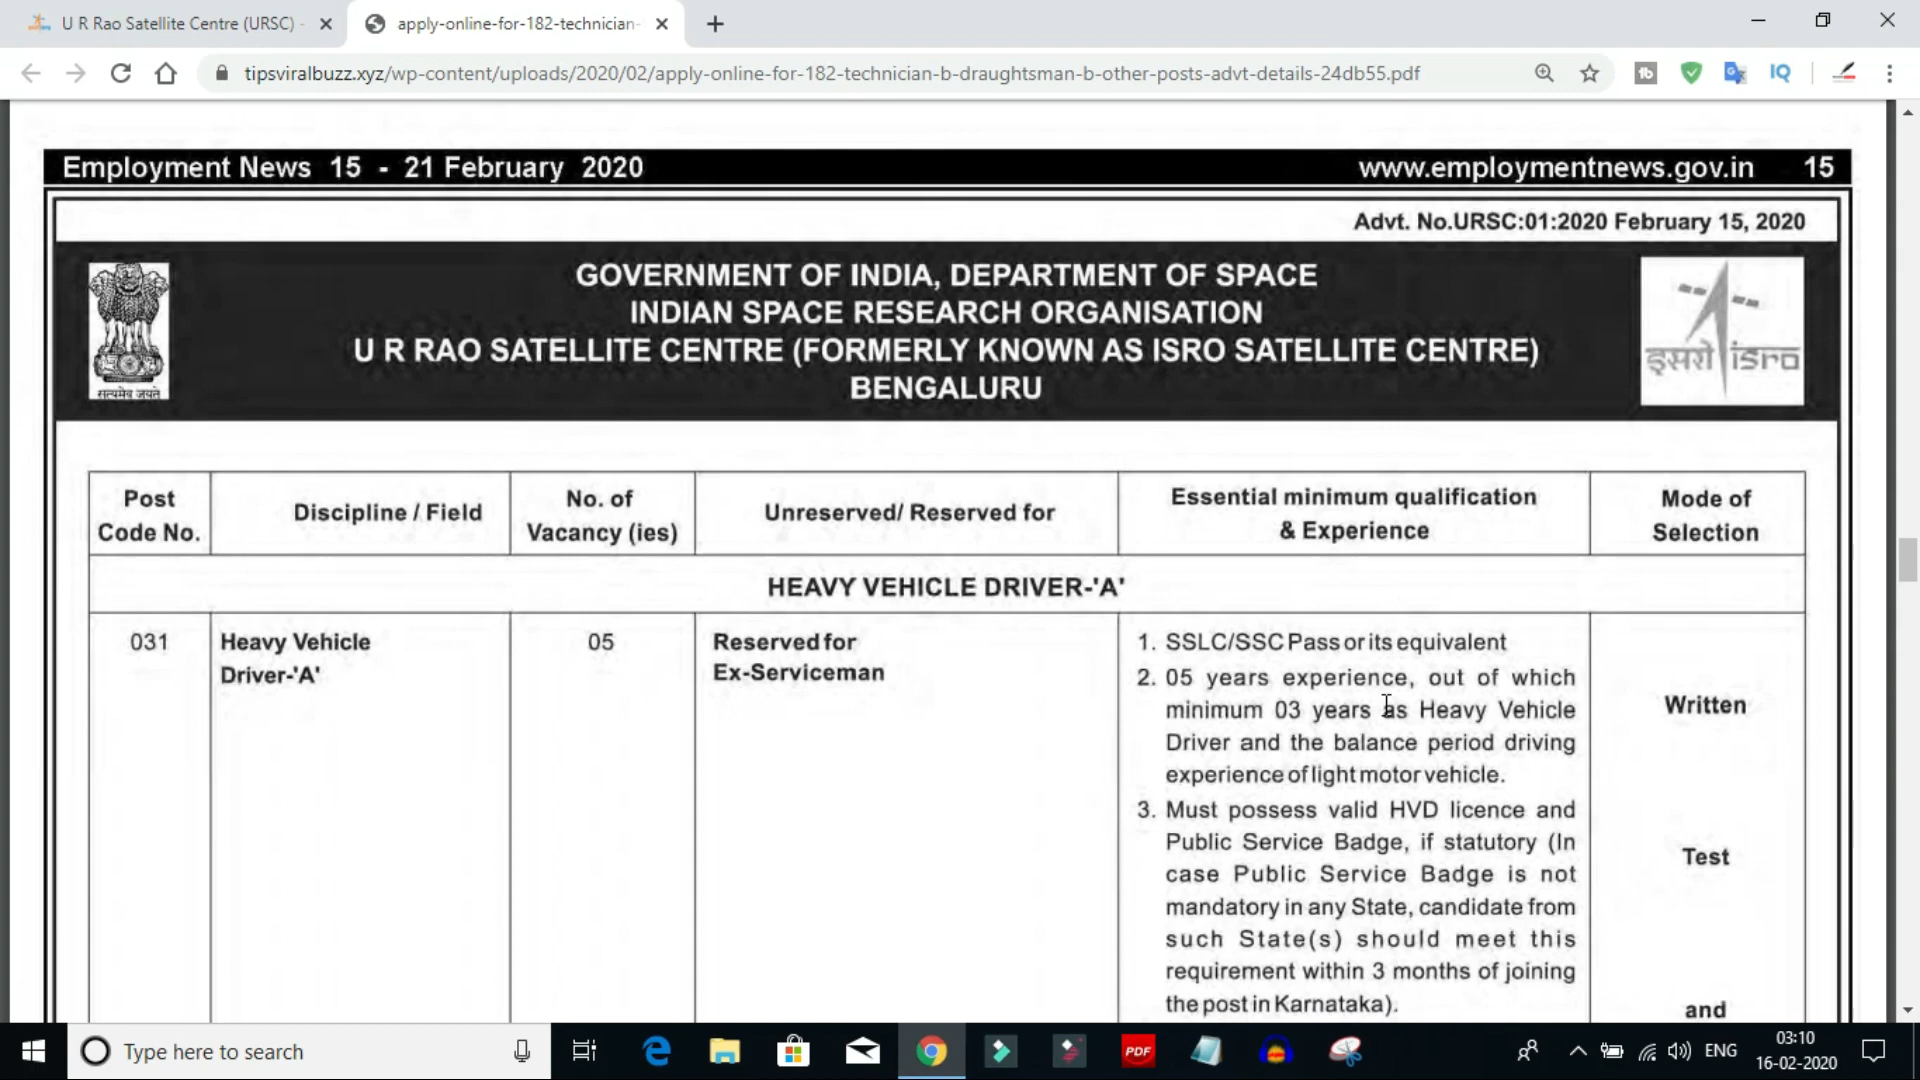 U R Rao Satellite Centre (URSC) -
apply-online-for-182-technician-
tipsviralbuzz.xyz/wp-content/uploads/2020/02/apply-online-for-182-technician-b-draughtsman-b-other-posts-advt-details-24db55.pdf
Employment News 15 - 21 February 2020 www.employmentnews.gov.in 15
Advt. No.URSC:01:2020 February 15, 2020
GOVERNMENT OF INDIA, DEPARTMENT OF SPACE
INDIAN SPACE RESEARCH ORGANISATION
U R RAO SATELLITE CENTRE (FORMERLY KNOWN AS ISRO SATELLITE CENTRE)
BENGALURU
सत्यमेव जयते
इसरो isro
Post
Code No.
Discipline / Field
No. of
Vacancy (ies)
Unreserved/ Reserved for
Essential minimum qualification
& Experience
Mode of
Selection
HEAVY VEHICLE DRIVER-'A'
031
Heavy Vehicle
Driver-'A'
05
Reserved for
Ex-Serviceman
1. SSLC/SSC Pass or its equivalent
2. 05 years experience, out of which
minimum 03 years as Heavy Vehicle
Driver and the balance period driving
experience of light motor vehicle.
3. Must possess valid HVD licence and
Public Service Badge, if statutory (In
case Public Service Badge is not
mandatory in any State, candidate from
such State(s) should meet this
requirement within 3 months of joining
the post in Karnataka).
Written
Test
and
Type here to search
PDF
ENG
03:10
16-02-2020